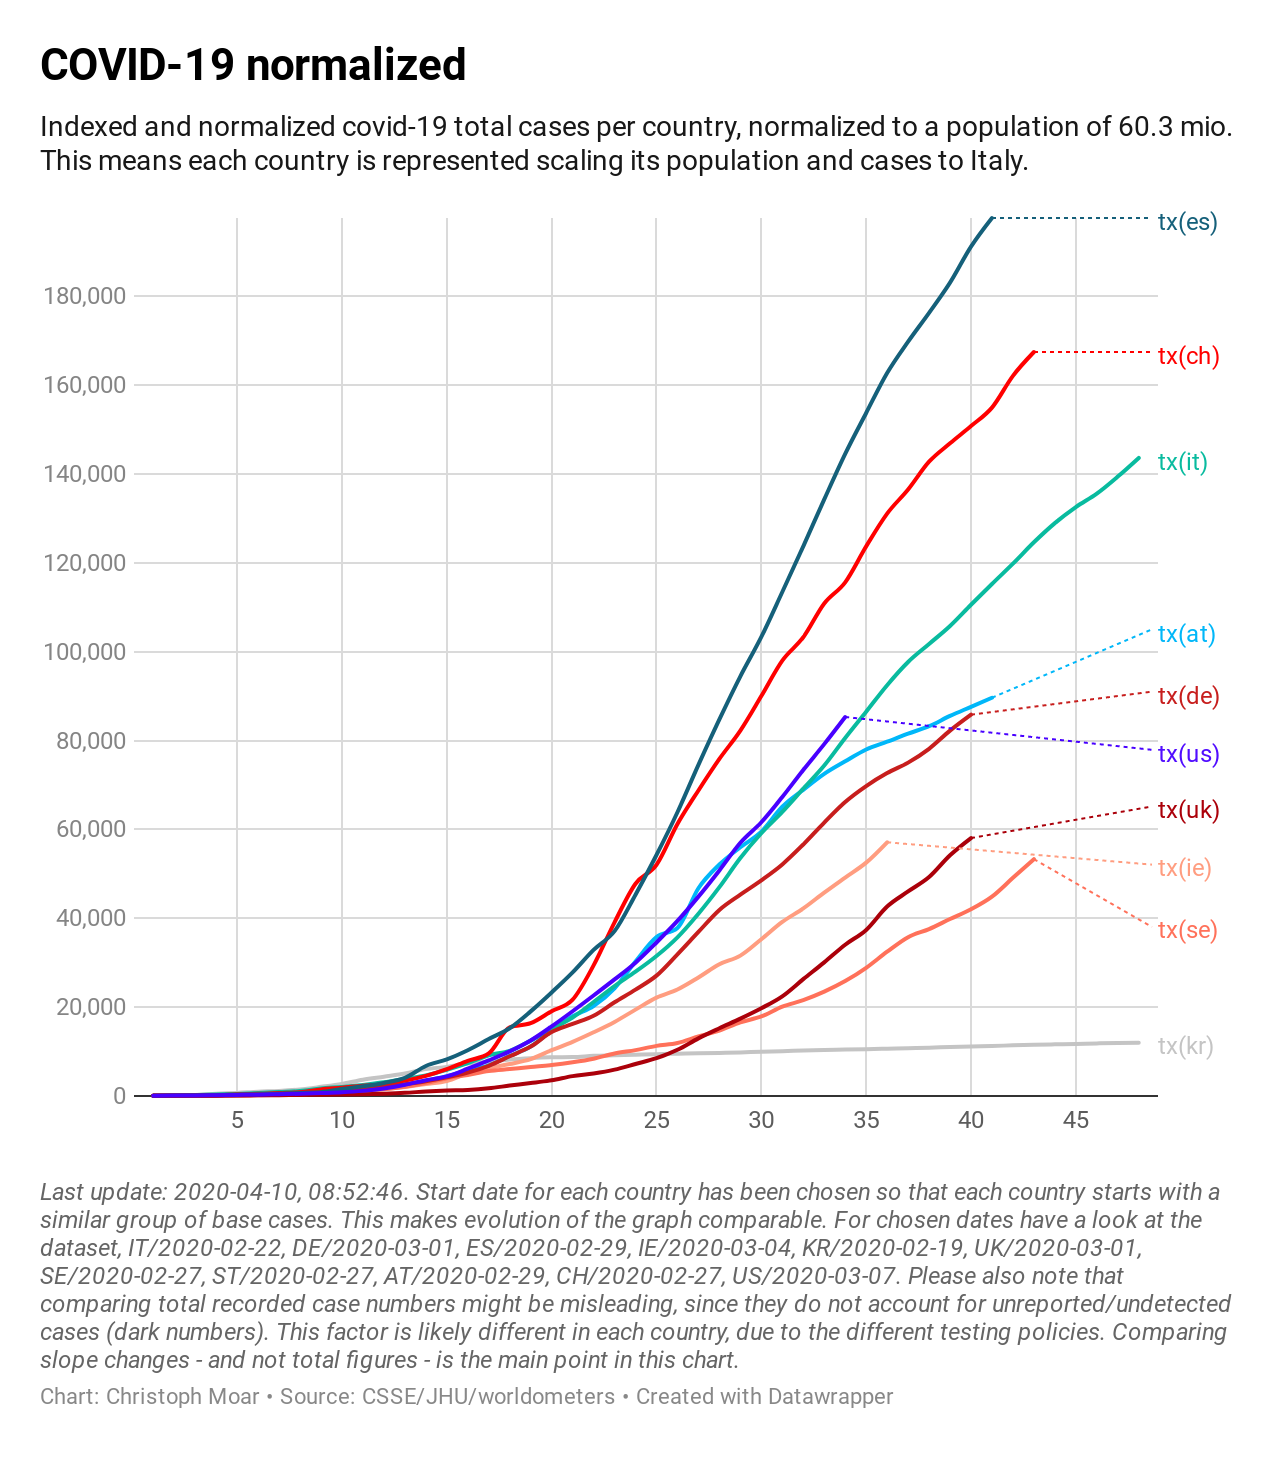 COVID-19 normalized
Indexed and normalized covid-19 total cases per country, normalized to a population of 60.3 mio.
This means each country is represented scaling its population and cases to Italy.
tx(es)
180,000
tx(ch)
160,000
140,000
tx(it)
120,000
tx(at)
100,000
tx(de)
80,000
tx(us)
tx(uk)
60,000
tx(ie)
40,000
tx(se)
20,000
tx(kr)
0
5 10 15 20 25 30 35 40 45
Last update: 2020-04-10, 08:52:46. Start date for each country has been chosen so that each country starts with a
similar group of base cases. This makes evolution of the graph comparable. For chosen dates have a look at the
dataset, IT/2020-02-22, DE/2020-03-01, ES/2020-02-29, IE/2020-03-04, KR/2020-02-19, UK/2020-03-01,
SE/2020-02-27, ST/2020-02-27, AT/2020-02-29, CH/2020-02-27, US/2020-03-07. Please also note that
comparing total recorded case numbers might be misleading, since they do not account for unreported/undetected
cases (dark numbers). This factor is likely different in each country, due to the different testing policies. Comparing
slope changes - and not total figures - is the main point in this chart.
Chart: Christoph Moar • Source: CSSE/JHU/worldometers • Created with Datawrapper